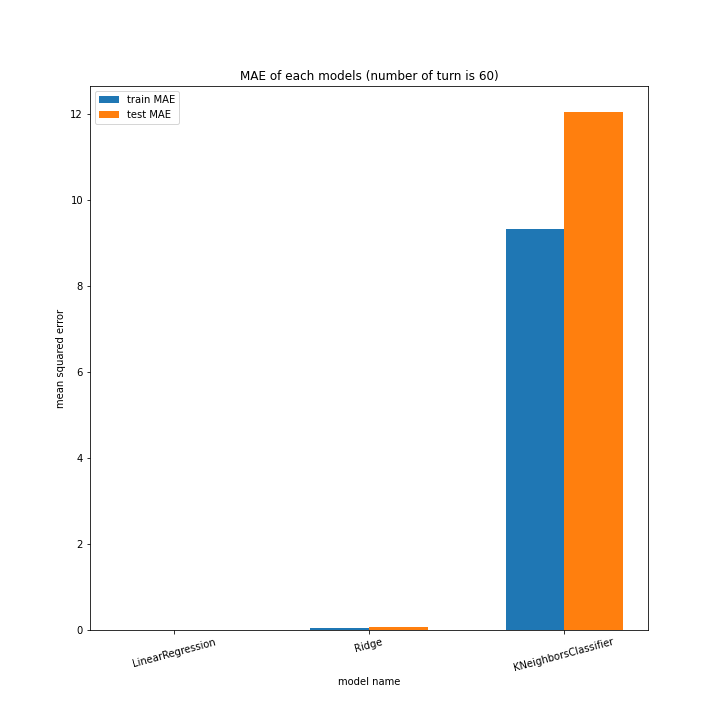 MAE of each models (number of turn is 60)
train MAE
test MAE
12
10
8
6
4
2
0
mean squared error
LinearRegression
Ridge
KNeighborsClassifier
model name